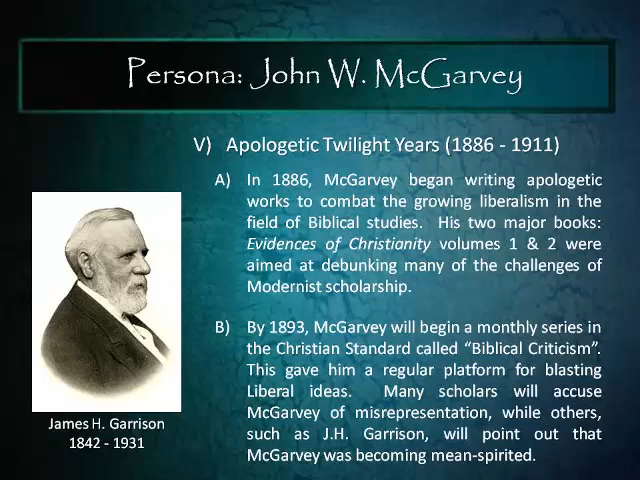 Persona: John W. McGarvey
V) Apologetic Twilight Years (1886 - 1911)
A) In 1886, McGarvey began writing apologetic
works to combat the growing liberalism in the
field of Biblical studies. His two major books:
Evidences of Christianity volumes 1 & 2 were
aimed at debunking many of the challenges of
Modernist scholarship.
B) By 1893, McGarvey will begin a monthly series in
the Christian Standard called “Biblical Criticism”.
This gave him a regular platform for blasting
Liberal ideas. Many scholars will accuse
McGarvey of misrepresentation, while others,
such as J.H. Garrison, will point out that
McGarvey was becoming mean-spirited.
James H. Garrison
1842 - 1931